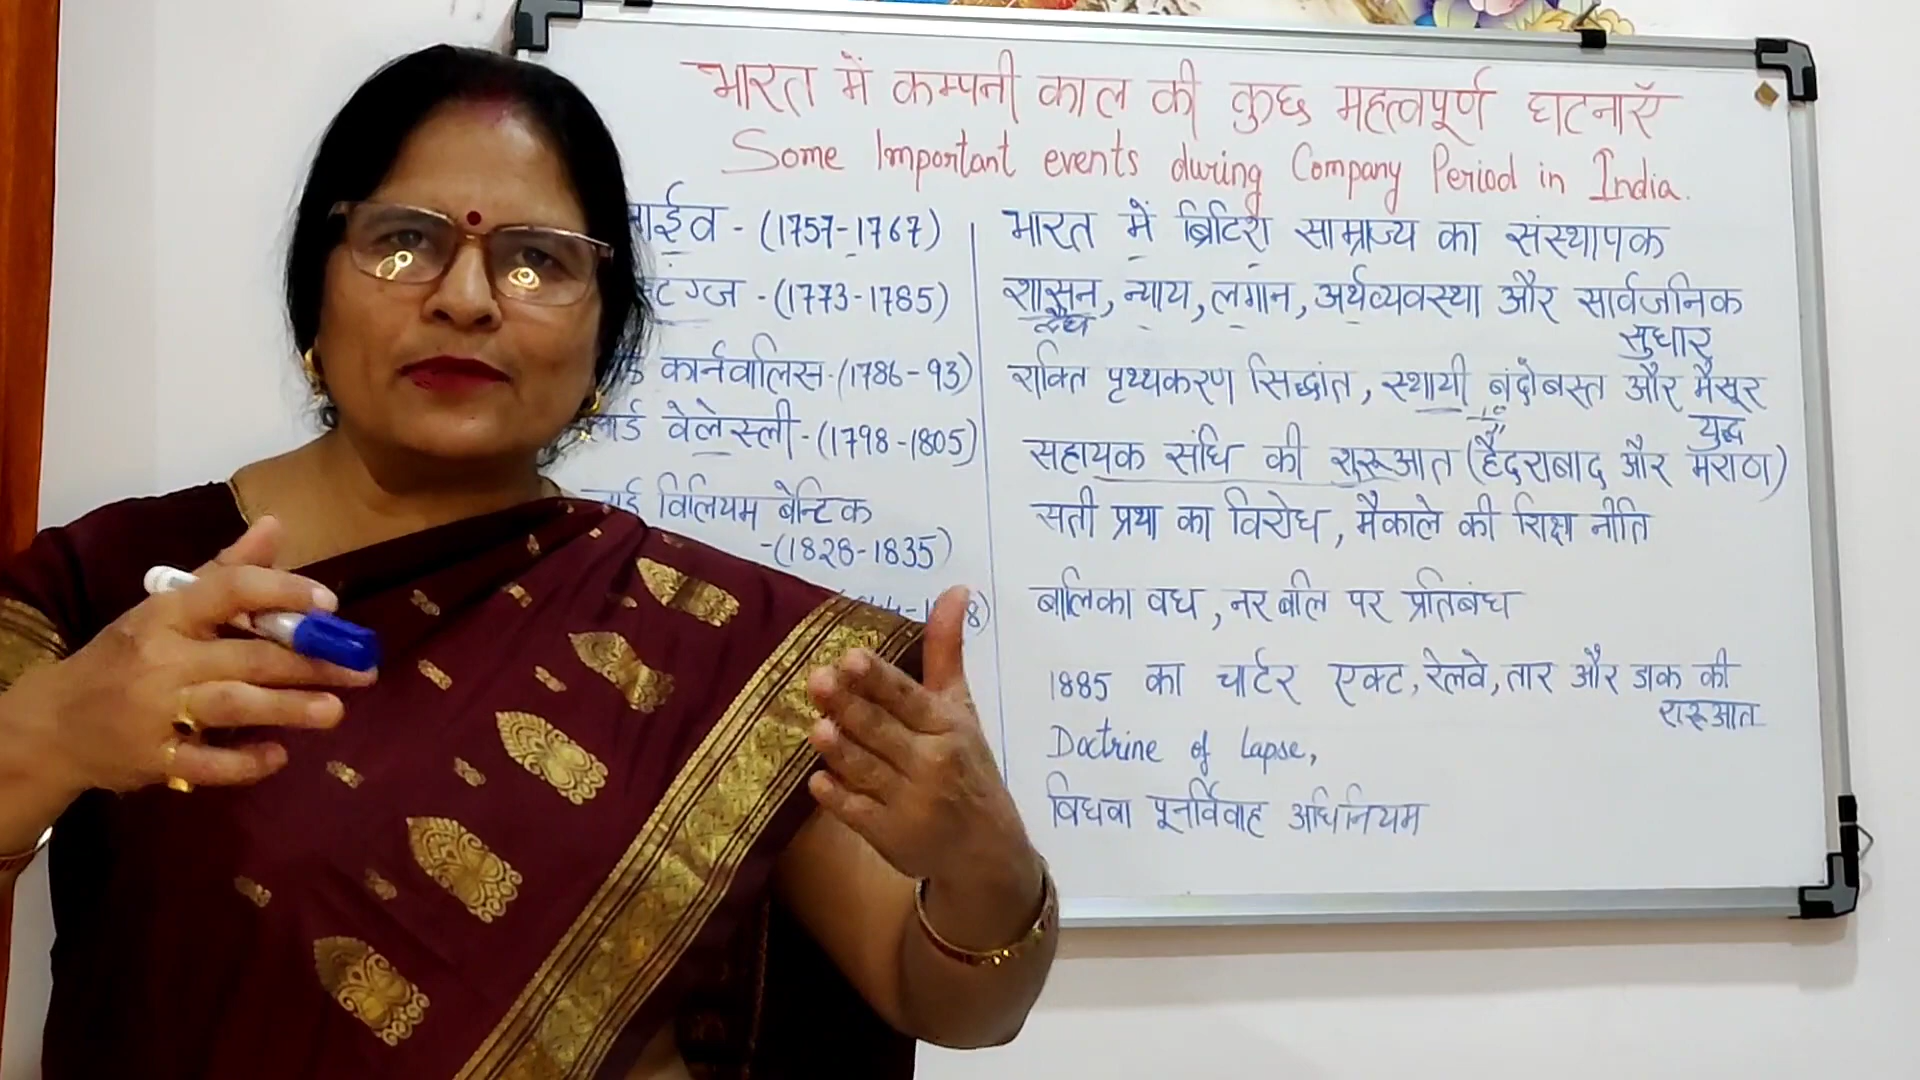 भारत में कम्पनी काल की कुछ महत्वपूर्ण घटनाऍ
Some Important events during Company Period in India.
- (1757-1767)
भारत में ब्रिटिश साम्राज्य का संस्थापक
- (1773-1785)
शासन, न्याय, लगान, अर्थव्यवस्था और सार्वजनिक
सुधार
कार्नवालिस - (1786-93)
शक्ति पृथ्थकरण सिद्धांत, स्थायी बंदोबस्त और मैसूर
युद्ध
वेलेस्ली - (1798-1805)
सहायक संधि की शुरूआत (हैदराबाद और मराठा)
विलियम बेन्टिक
-(1828-1835)
सती प्रथा का विरोध, मैकाले की शिक्षा नीति
बालिका वध, नर बलि पर प्रतिबंध
1885 का चार्टर एक्ट, रेलवे, तार और डाक की
शुरूआत
Doctrine of Lapse,
विधवा पूनर्विवाह अधिनियम